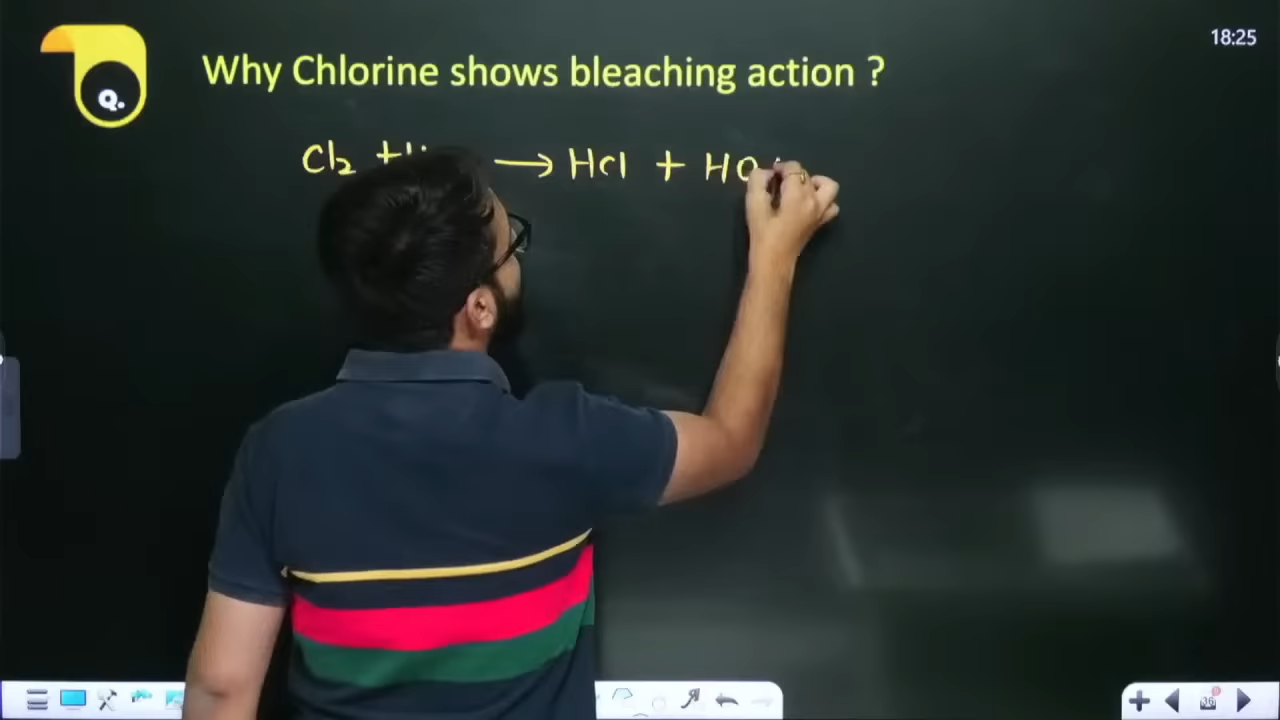 Q.
18:25
Why Chlorine shows bleaching action ?
Cl₂ + → HCl + HO